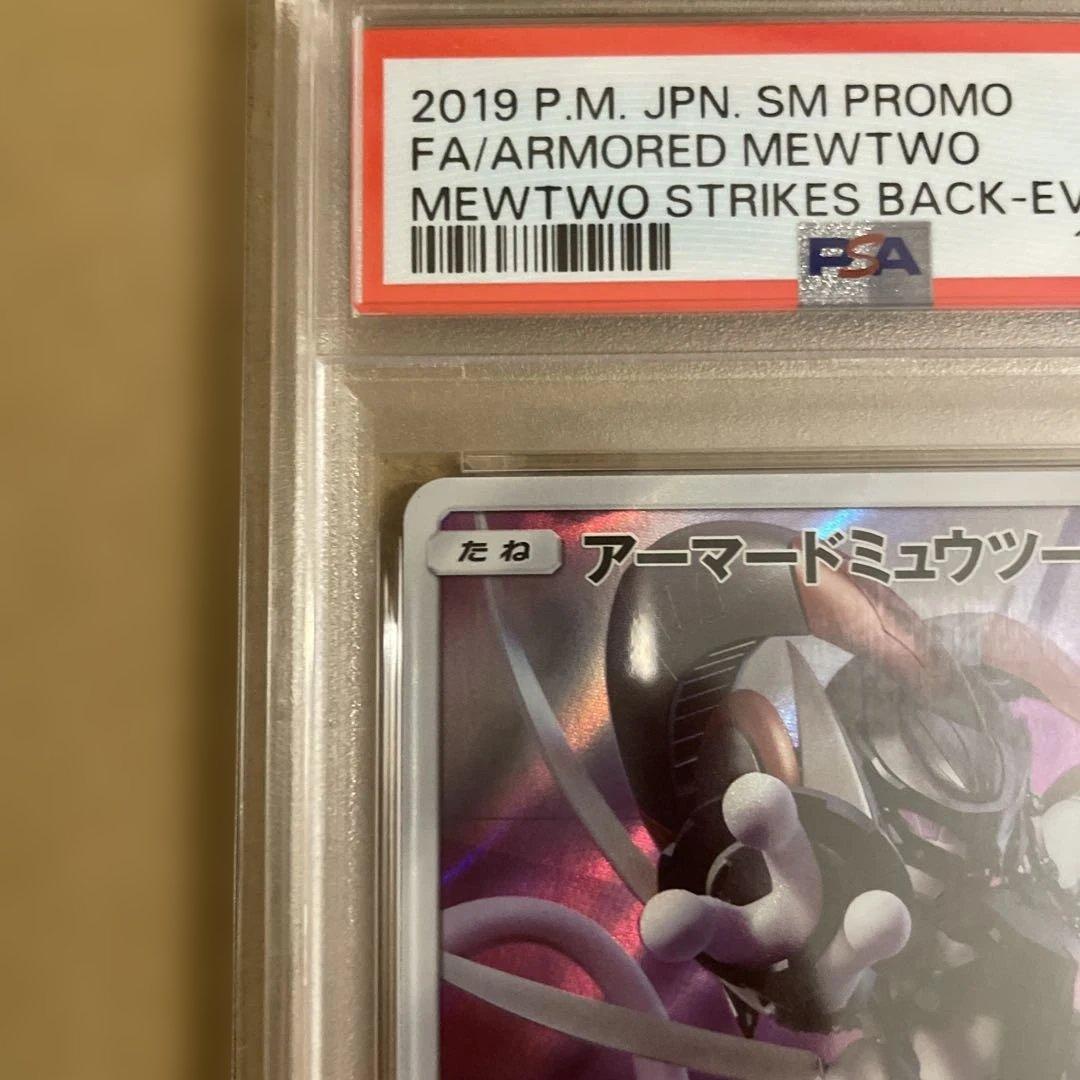 2019 P.M. JPN. SM PROMO
FA/ARMORED MEWTWO
MEWTWO STRIKES BACK-EV
PSA
たね アーマードミュウツー